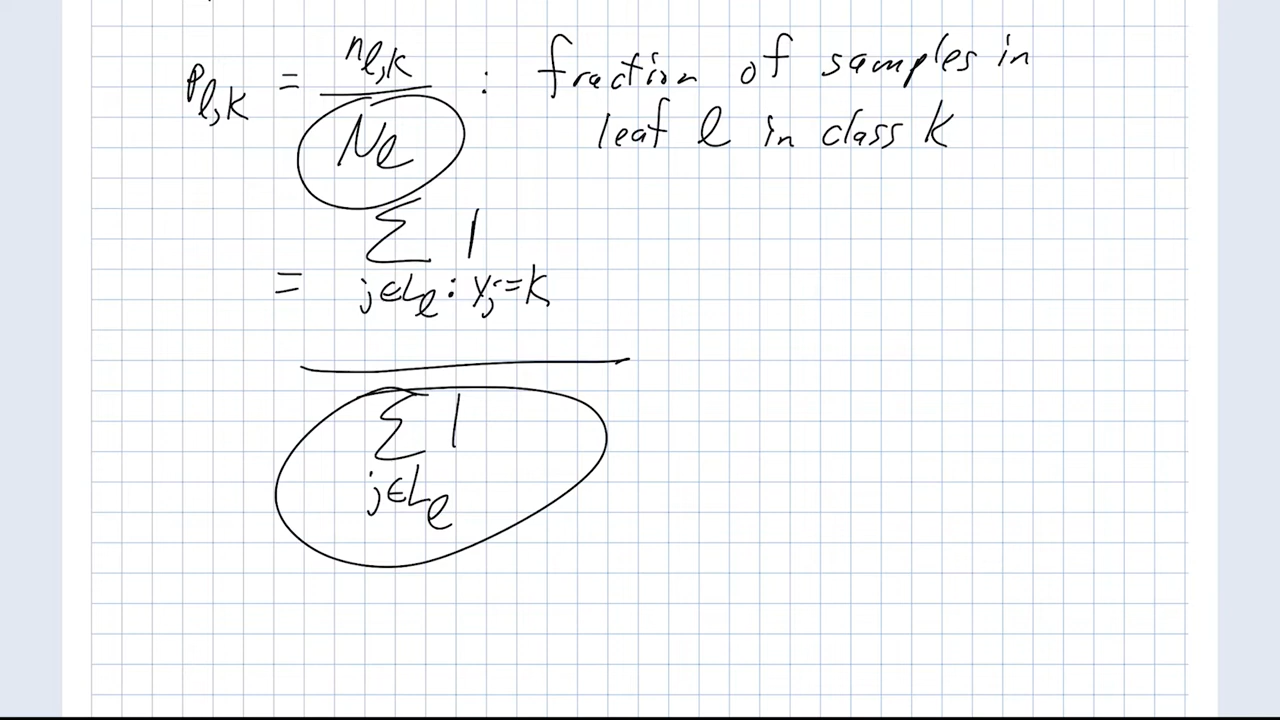 p_{l,k} = n_{l,k} / N_l : fraction of samples in
leaf l in class k
= Σ_{j∈L_l : y_j = k} 1
/ Σ_{j∈L_l} 1